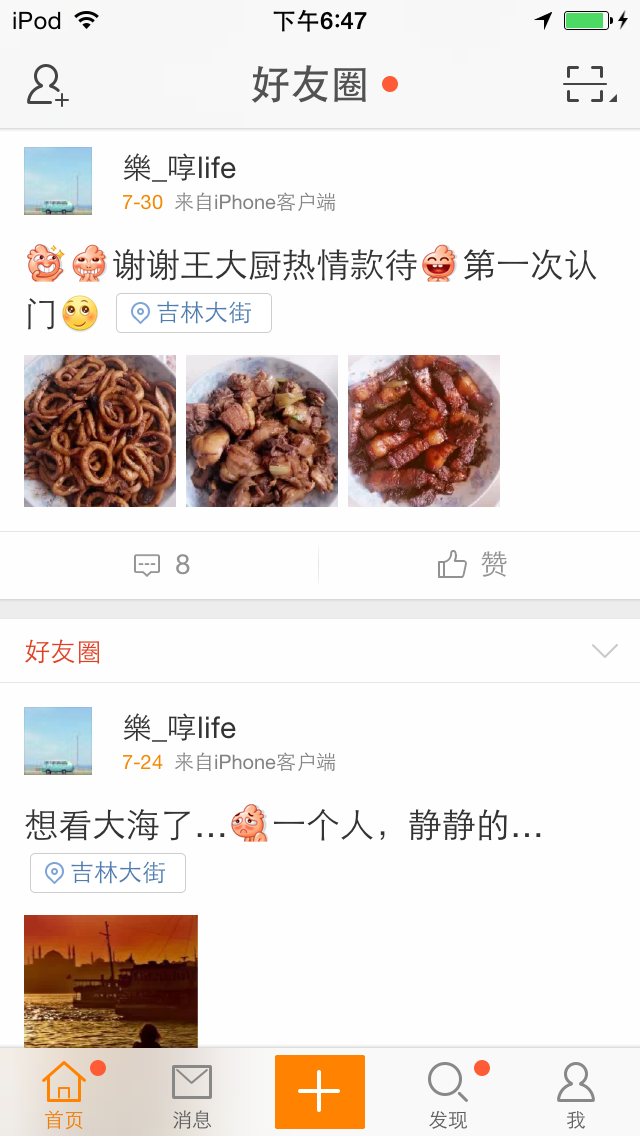 iPod 下午6:47
好友圈
樂_哼life
7-30 来自iPhone客户端
谢谢王大厨热情款待第一次认
门 吉林大街
8 赞
好友圈
樂_哼life
7-24 来自iPhone客户端
想看大海了...一个人，静静的...
吉林大街
首页 消息 发现 我